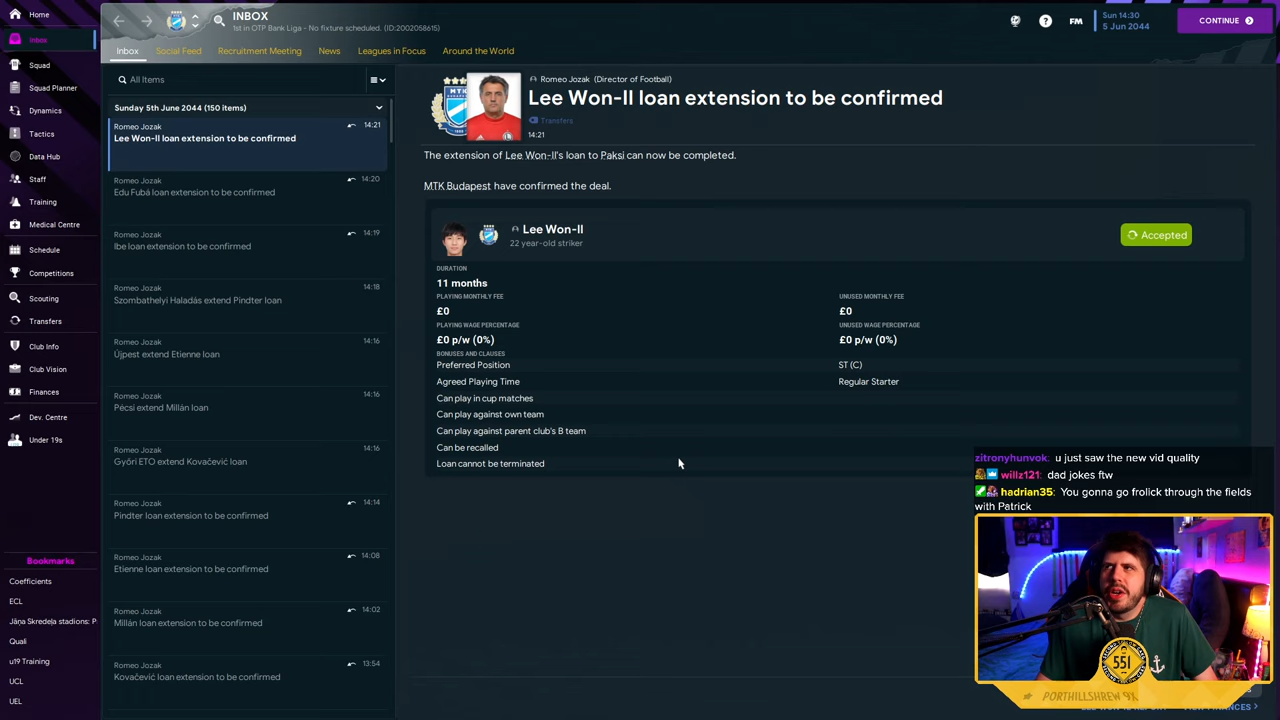 Home
Inbox
Squad
Squad Planner
Dynamics
Tactics
Data Hub
Staff
Training
Medical Centre
Schedule
Competitions
Scouting
Transfers
Club Info
Club Vision
Finances
Dev. Centre
Under 19s
Bookmarks
Coefficients
ECL
Jāņa Skredeļa stadions: P
Quali
u19 Training
UCL
UEL
INBOX
1st in OTP Bank Liga - No fixture scheduled. (ID:2002058615)
FM
Sun 14:30
5 Jun 2044
CONTINUE
Inbox Social Feed Recruitment Meeting News Leagues in Focus Around the World
All Items
Sunday 5th June 2044 (150 items)
Romeo Jozak 14:21
Lee Won-Il loan extension to be confirmed
Romeo Jozak 14:20
Edu Fubá loan extension to be confirmed
Romeo Jozak 14:19
Ibe loan extension to be confirmed
Romeo Jozak 14:18
Szombathelyi Haladás extend Pindter loan
Romeo Jozak 14:16
Újpest extend Etienne loan
Romeo Jozak 14:16
Pécsi extend Millán loan
Romeo Jozak 14:16
Győri ETO extend Kovačević loan
Romeo Jozak 14:14
Pindter loan extension to be confirmed
Romeo Jozak 14:08
Etienne loan extension to be confirmed
Romeo Jozak 14:02
Millán loan extension to be confirmed
Romeo Jozak 13:54
Kovačević loan extension to be confirmed
MTK
Romeo Jozak (Director of Football)
Lee Won-Il loan extension to be confirmed
Transfers
14:21
The extension of Lee Won-Il's loan to Paksi can now be completed.
MTK Budapest have confirmed the deal.
Lee Won-Il
22 year-old striker
Accepted
DURATION
11 months
PLAYING MONTHLY FEE UNUSED MONTHLY FEE
£0 £0
PLAYING WAGE PERCENTAGE UNUSED WAGE PERCENTAGE
£0 p/w (0%) £0 p/w (0%)
BONUSES AND CLAUSES
Preferred Position ST (C)
Agreed Playing Time Regular Starter
Can play in cup matches
Can play against own team
Can play against parent club's B team
Can be recalled
Loan cannot be terminated
zitronyhunvok: u just saw the new vid quality
willz121: dad jokes ftw
hadrian35: You gonna go frolick through the fields
with Patrick
551
PORTHILLSHREW 9X